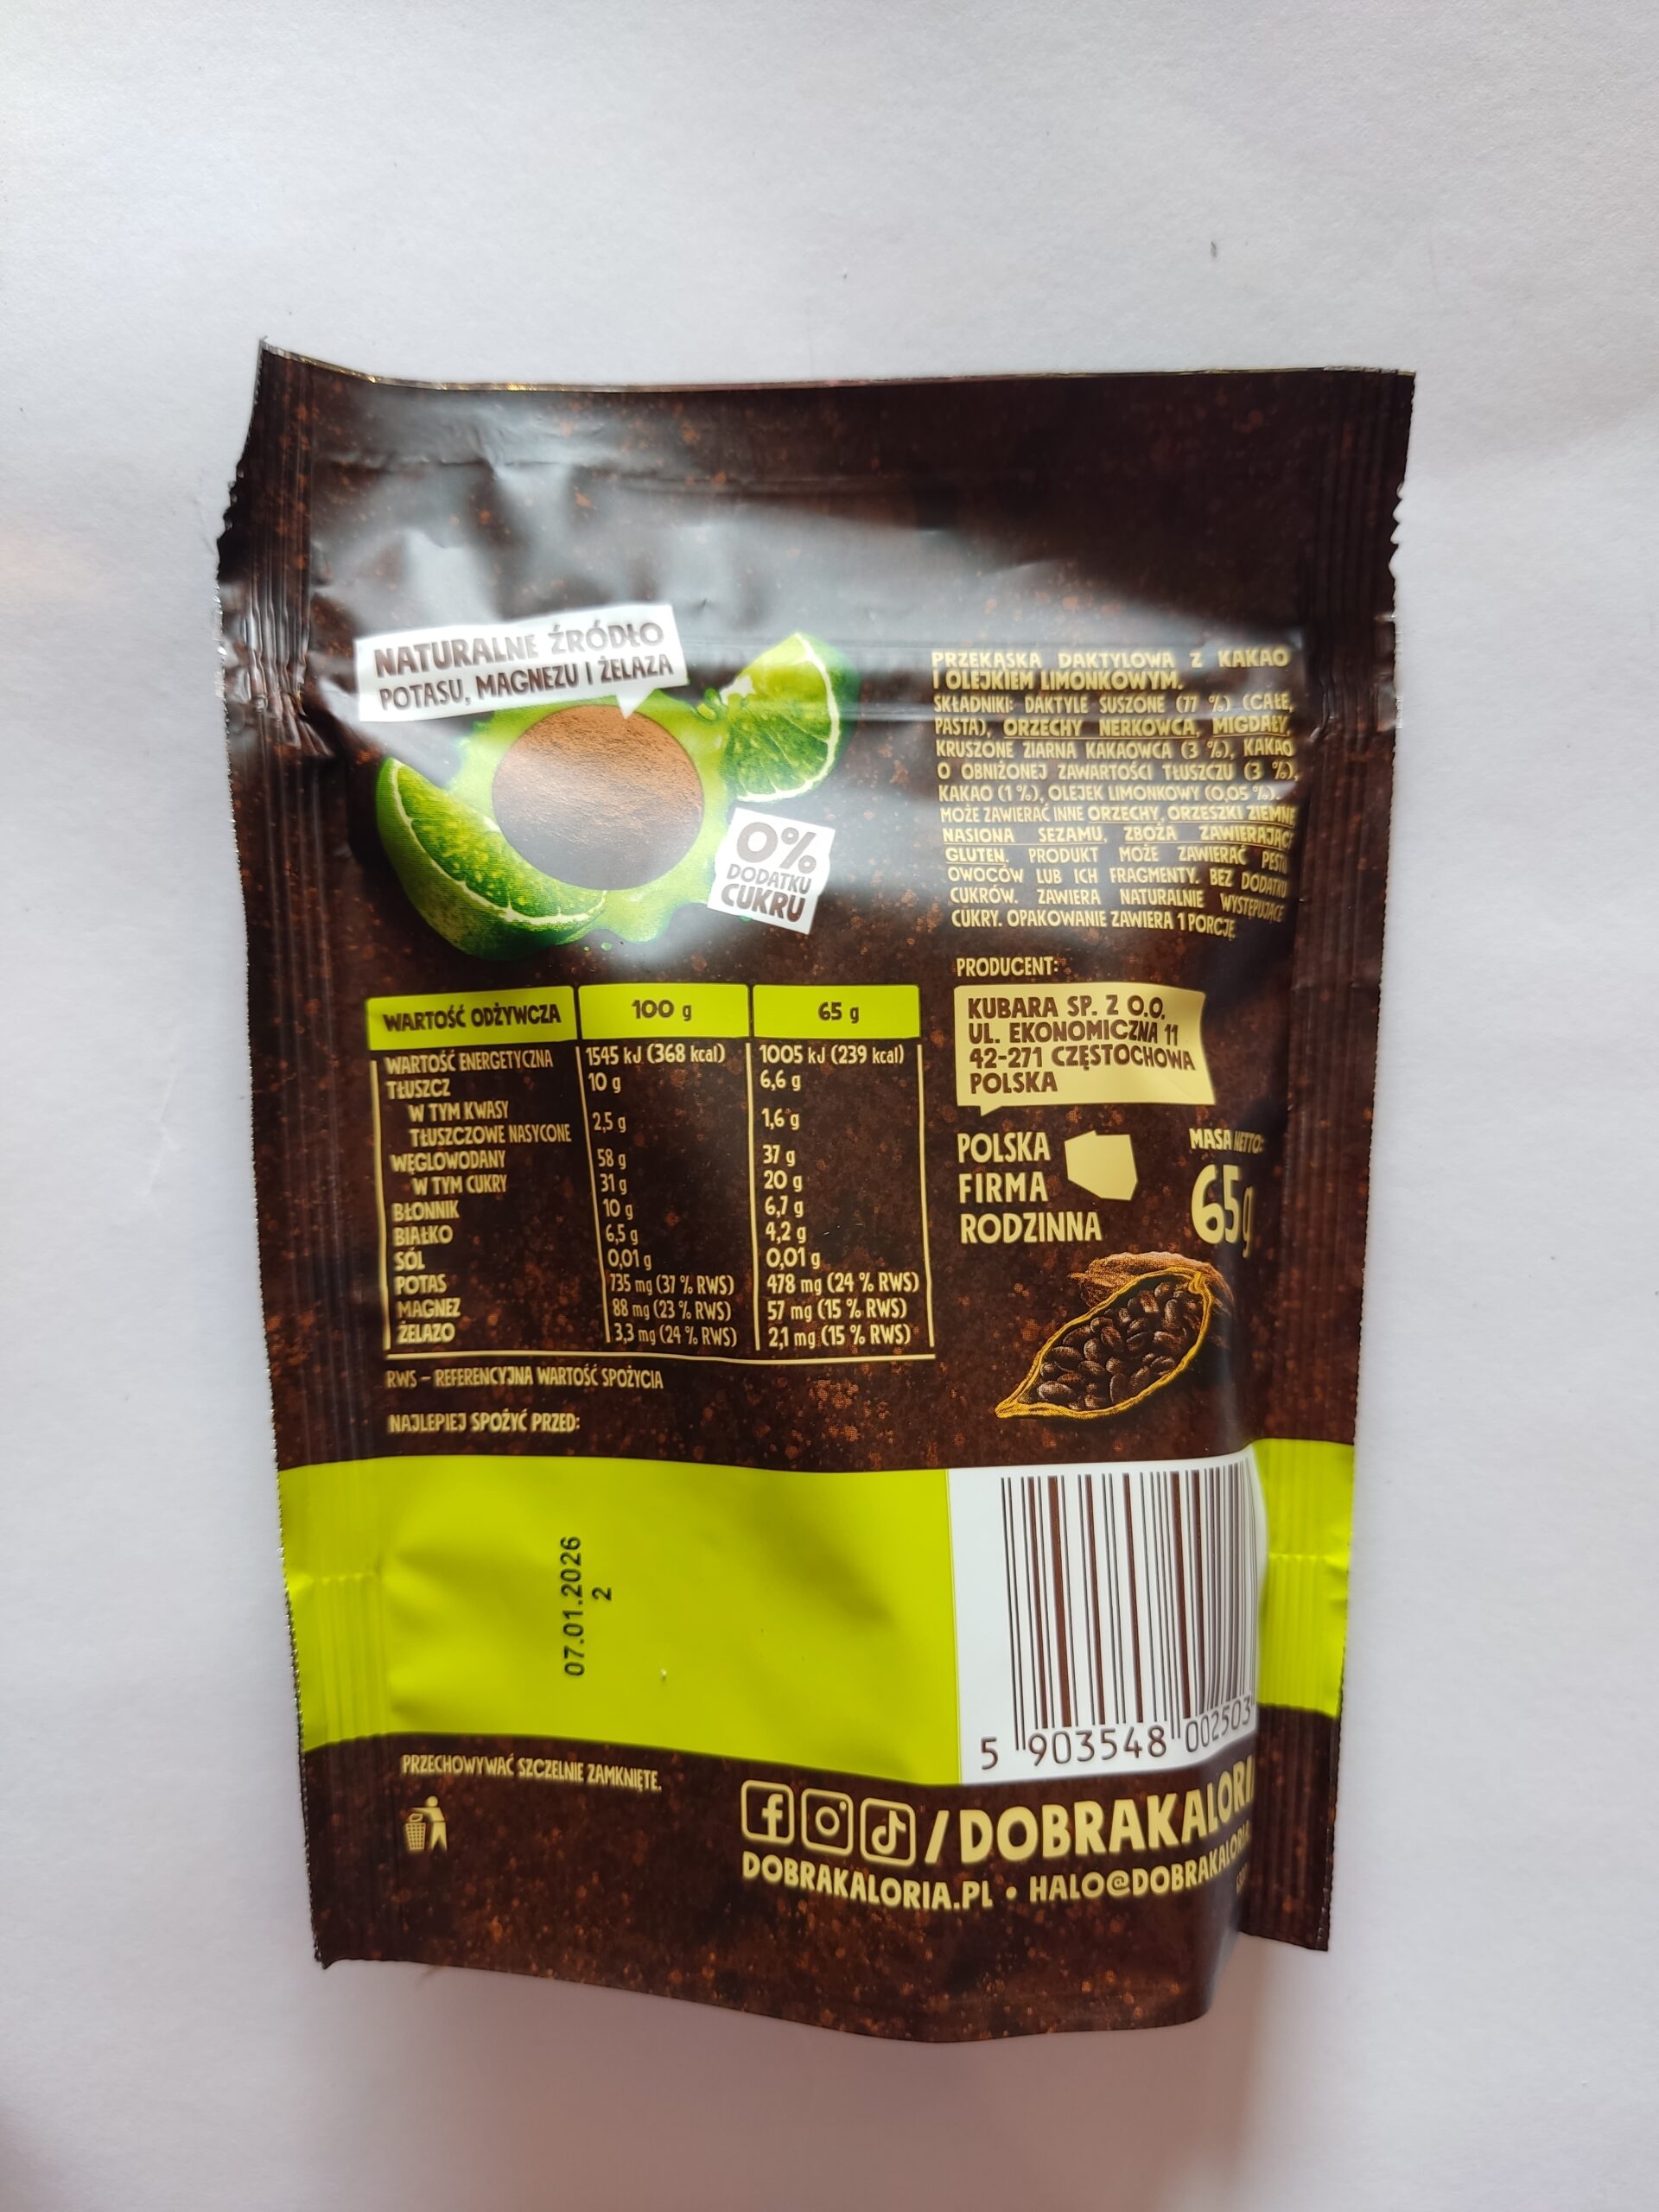 NATURALNE ŹRÓDŁO
POTASU, MAGNEZU I ŻELAZA
0%
DODATKU
CUKRU
PRZEKĄSKA DAKTYLOWA Z KAKAO
I OLEJKIEM LIMONKOWYM.
SKŁADNIKI: DAKTYLE SUSZONE (77 %) (CAŁE,
PASTA), ORZECHY NERKOWCA, MIGDAŁY,
KRUSZONE ZIARNA KAKAOWCA (3 %), KAKAO
O OBNIŻONEJ ZAWARTOŚCI TŁUSZCZU (3 %),
KAKAO (1 %), OLEJEK LIMONKOWY (0,05 %).
MOŻE ZAWIERAĆ INNE ORZECHY, ORZESZKI ZIEMNE
NASIONA SEZAMU, ZBOŻA ZAWIERAJĄC
GLUTEN. PRODUKT MOŻE ZAWIERAĆ PESTK
OWOCÓW LUB ICH FRAGMENTY. BEZ DODATKU
CUKRÓW. ZAWIERA NATURALNIE WYSTĘPUJĄCE
CUKRY. OPAKOWANIE ZAWIERA 1 PORCJĘ.
PRODUCENT:
KUBARA SP. Z O.O.
UL. EKONOMICZNA 11
42-271 CZĘSTOCHOWA
POLSKA
POLSKA
FIRMA
RODZINNA
MASA NETTO:
65g
WARTOŚĆ ODŻYWCZA 100 g 65 g
WARTOŚĆ ENERGETYCZNA 1545 kJ (368 kcal) 1005 kJ (239 kcal)
TŁUSZCZ 10 g 6,6 g
W TYM KWASY
TŁUSZCZOWE NASYCONE 2,5 g 1,6 g
WĘGLOWODANY 58 g 37 g
W TYM CUKRY 31 g 20 g
BŁONNIK 10 g 6,7 g
BIAŁKO 6,5 g 4,2 g
SÓL 0,01 g 0,01 g
POTAS 735 mg (37 % RWS) 478 mg (24 % RWS)
MAGNEZ 88 mg (23 % RWS) 57 mg (15 % RWS)
ŻELAZO 3,3 mg (24 % RWS) 2,1 mg (15 % RWS)
RWS – REFERENCYJNA WARTOŚĆ SPOŻYCIA
NAJLEPIEJ SPOŻYĆ PRZED:
07.01.2026
2
5 903548 002503
PRZECHOWYWAĆ SZCZELNIE ZAMKNIĘTE.
/DOBRAKALORI
DOBRAKALORIA.PL • HALO@DOBRAKALORIA